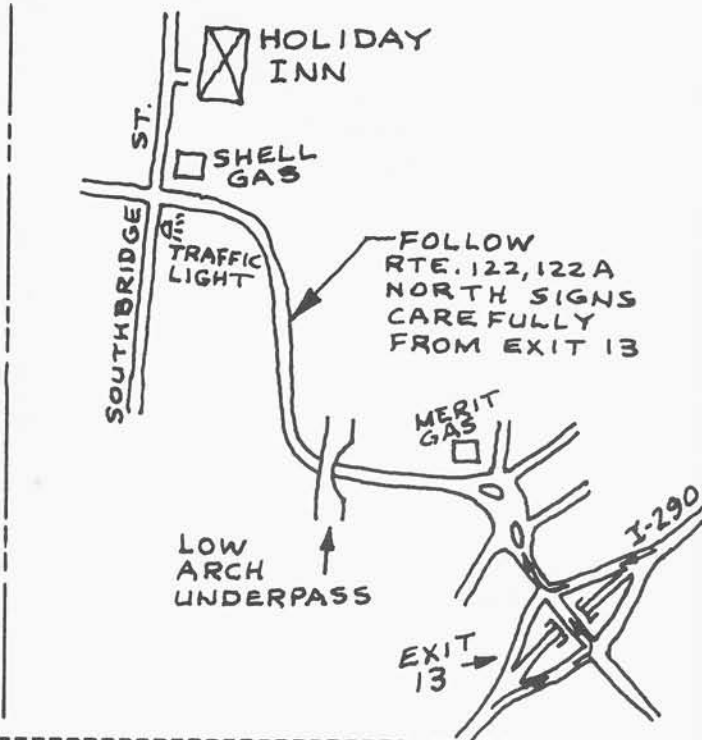 HOLIDAY
INN
ST.
SHELL
GAS
SOUTHBRIDGE
TRAFFIC
LIGHT
FOLLOW
RTE. 122, 122A
NORTH SIGNS
CAREFULLY
FROM EXIT 13
MERIT
GAS
I-290
LOW
ARCH
UNDERPASS
EXIT
13